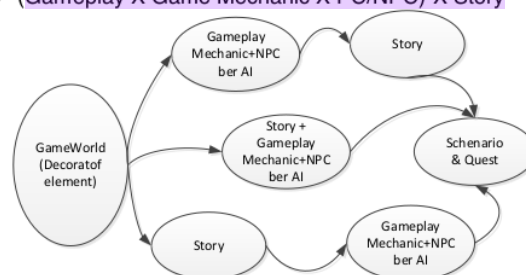 (Gameplay X Game Mechanic X PC/NPC) X Story
Gameplay
Mechanic+NPC
ber AI
Story
GameWorld
(Decoratof
element)
Story +
Gameplay
Mechanic+NPC
ber AI
Schenario
& Quest
Story
Gameplay
Mechanic+NPC
ber AI